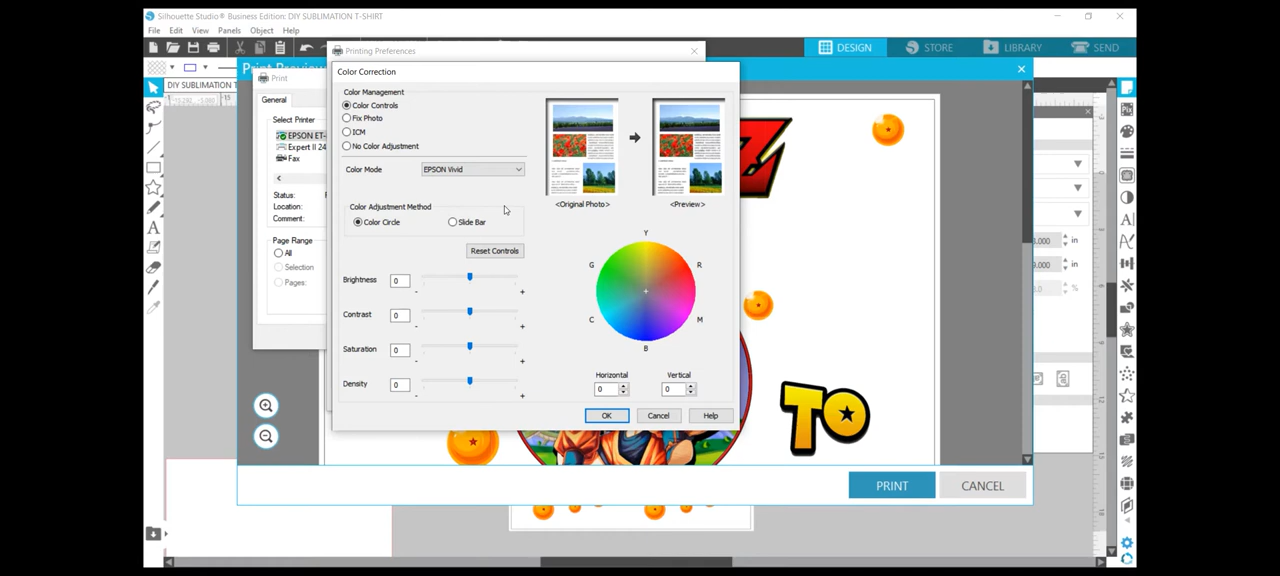 Silhouette Studio® Business Edition: DIY SUBLIMATION T-SHIRT
File Edit View Panels Object Help
DESIGN STORE LIBRARY SEND
DIY SUBLIMATION T
Print Preview
Print
General
Select Printer
EPSON ET-
Expert II 24
Fax
Status:
Location:
Comment:
Page Range
All
Selection
Pages:
Printing Preferences
Color Correction
Color Management
Color Controls
Fix Photo
ICM
No Color Adjustment
Color Mode EPSON Vivid
Color Adjustment Method
Color Circle Slide Bar
Reset Controls
Brightness 0 - +
Contrast 0 - +
Saturation 0 - +
Density 0 - +
<Original Photo> <Preview>
Y
G R
C M
B
Horizontal Vertical
0 0
OK Cancel Help
Z
TO
in
in
%
PRINT CANCEL